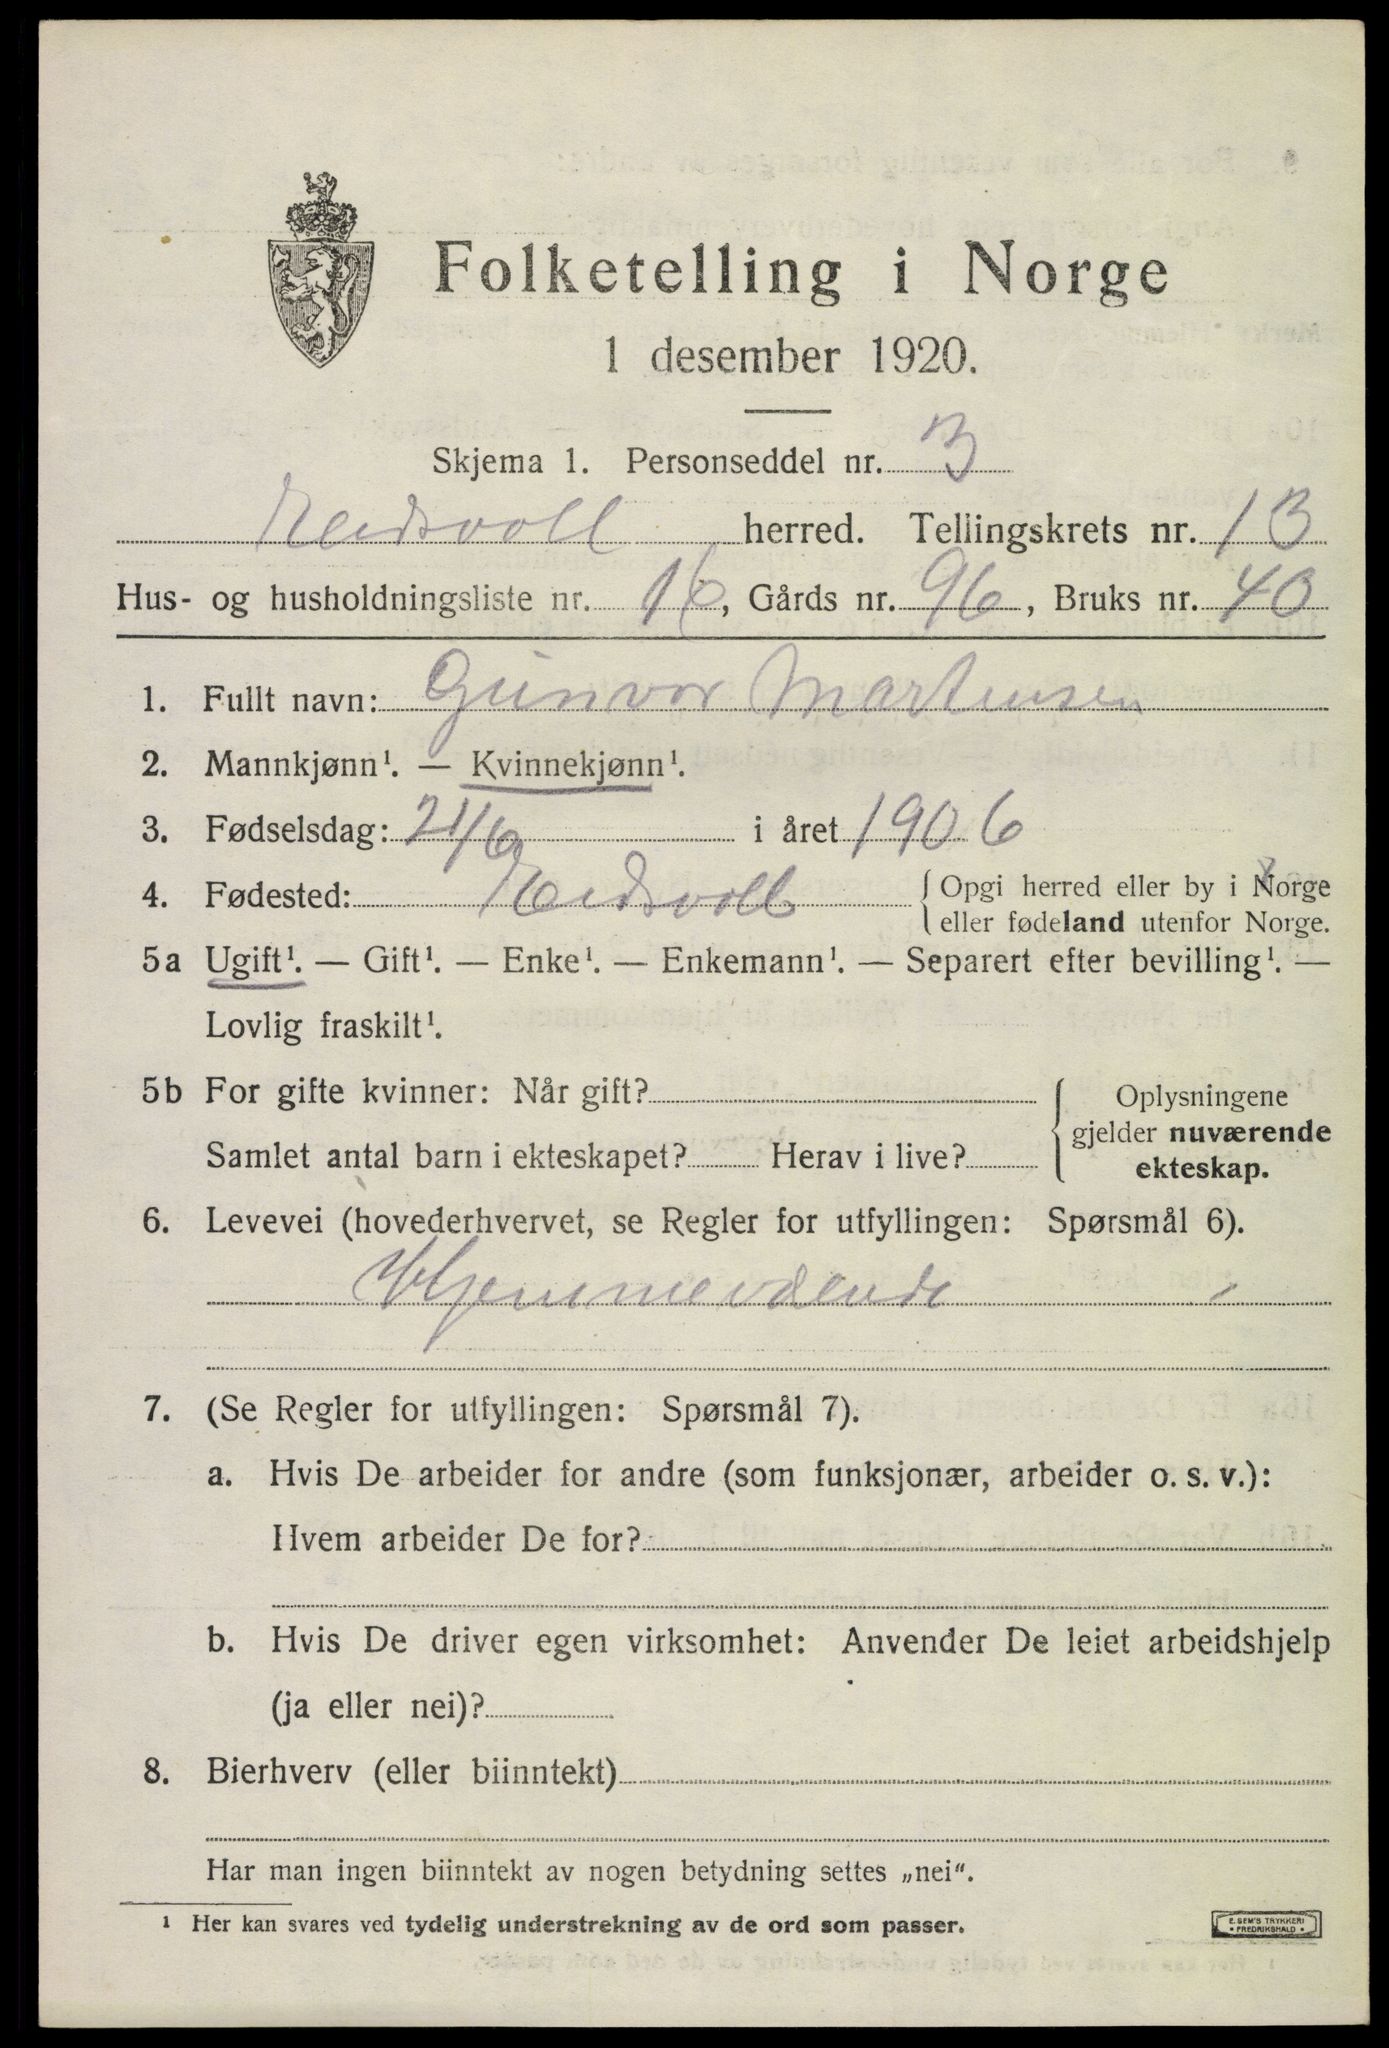 Folketelling i Norge
1 desember 1920.
Skjema 1. Personseddel nr. 3
Eidsvoll herred. Tellingskrets nr. 13
Hus- og husholdningsliste nr. 16, Gårds nr. 96, Bruks nr. 40
1. Fullt navn: Gunvor Martinsen
2. Mannkjønn¹. — Kvinnekjønn¹.
3. Fødselsdag: 21/6 i året 1906
4. Fødested: Eidsvoll { Opgi herred eller by i Norge
eller fødeland utenfor Norge.
5a Ugift¹. — Gift¹. — Enke¹. — Enkemann¹. — Separert efter bevilling¹. —
Lovlig fraskilt¹.
5b For gifte kvinner: Når gift? { Oplysningene
gjelder nuværende
Samlet antal barn i ekteskapet? Herav i live? ekteskap.
6. Levevei (hovederhvervet, se Regler for utfyllingen: Spørsmål 6).
Hjemmeværende
7. (Se Regler for utfyllingen: Spørsmål 7).
a. Hvis De arbeider for andre (som funksjonær, arbeider o. s. v.):
Hvem arbeider De for?
b. Hvis De driver egen virksomhet: Anvender De leiet arbeidshjelp
(ja eller nei)?
8. Bierhverv (eller biinntekt)
Har man ingen biinntekt av nogen betydning settes „nei“.
¹ Her kan svares ved tydelig understrekning av de ord som passer.
E. SEM'S TRYKKERI
• FREDRIKSHALD •